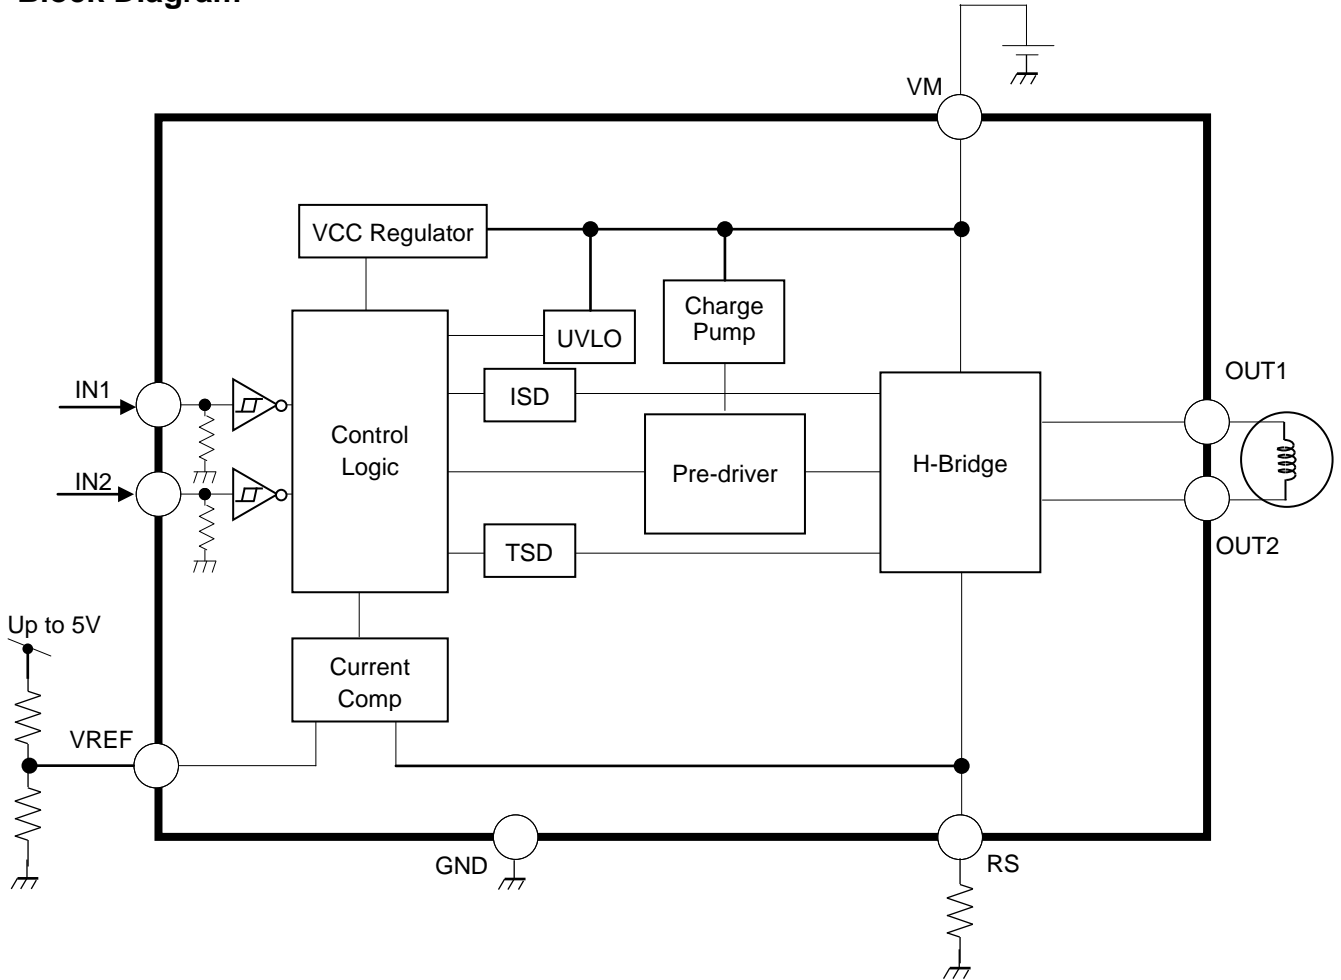 Block Diagram
VM
VCC Regulator
Charge
Pump
UVLO
OUT1
IN1
ISD
Control
Logic
Pre-driver
H-Bridge
IN2
TSD
OUT2
Up to 5V
Current
Comp
VREF
GND
RS